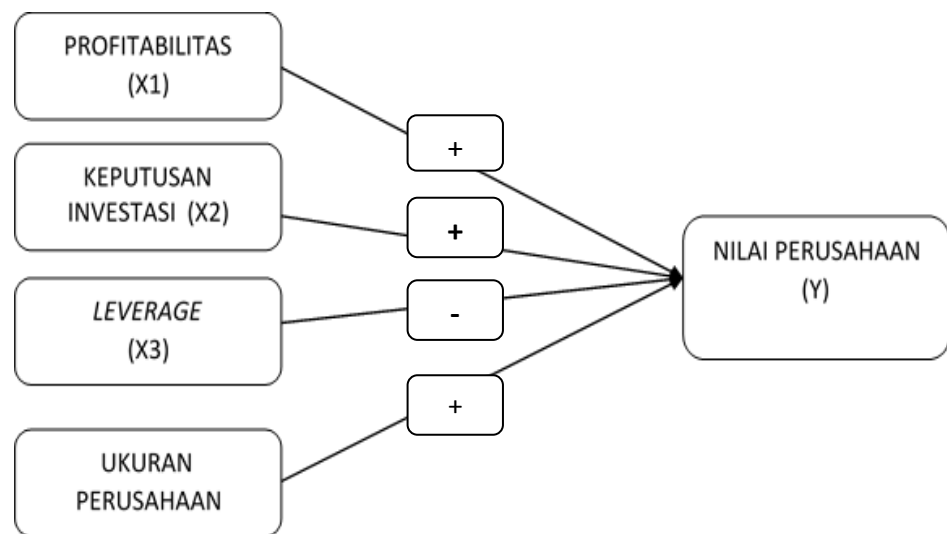 PROFITABILITAS
(X1)
+
KEPUTUSAN
INVESTASI (X2)
+
LEVERAGE
(X3)
-
UKURAN
PERUSAHAAN
+
NILAI PERUSAHAAN
(Y)